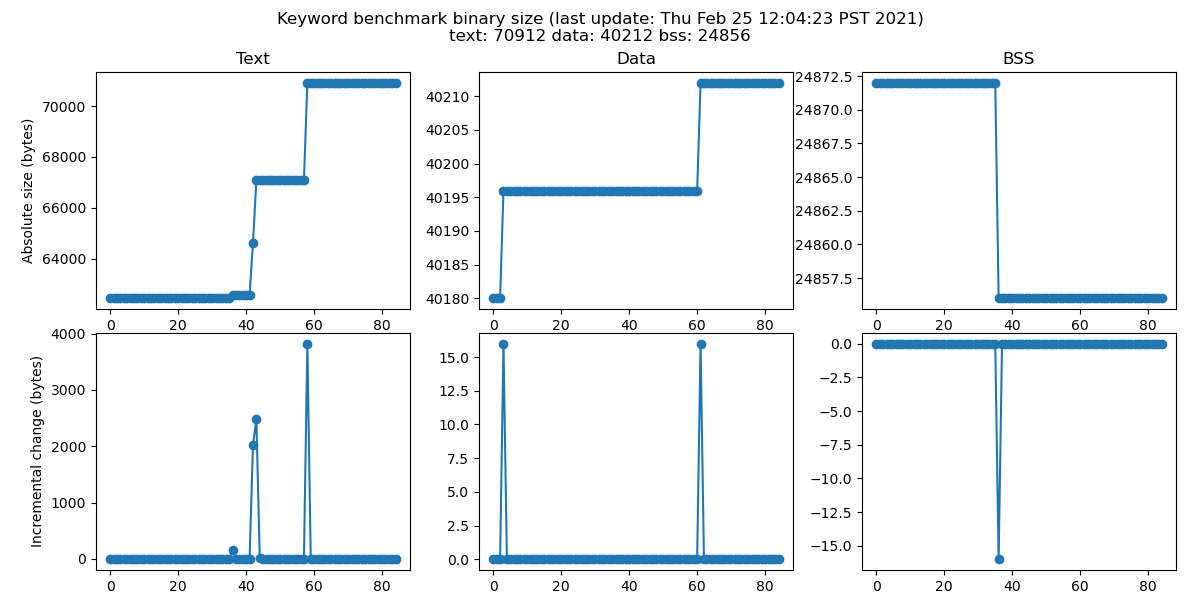 Keyword benchmark binary size (last update: Thu Feb 25 12:04:23 PST 2021)
text: 70912 data: 40212 bss: 24856
Text
Absolute size (bytes)
70000
68000
66000
64000
0 20 40 60 80
Data
40210
40205
40200
40195
40190
40185
40180
0 20 40 60 80
BSS
24872.5
24870.0
24867.5
24865.0
24862.5
24860.0
24857.5
0 20 40 60 80
Incremental change (bytes)
4000
3000
2000
1000
0
0 20 40 60 80
15.0
12.5
10.0
7.5
5.0
2.5
0.0
0 20 40 60 80
0.0
−2.5
−5.0
−7.5
−10.0
−12.5
−15.0
0 20 40 60 80